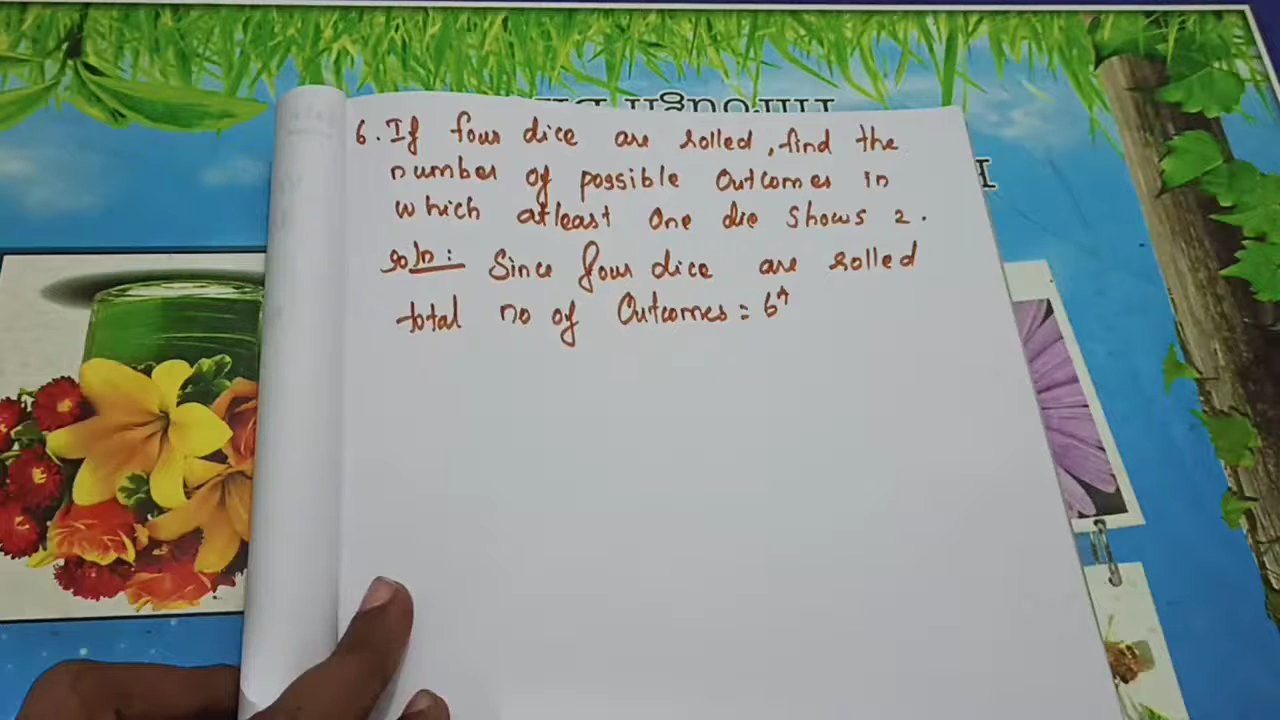 6. If four dice are rolled, find the
number of possible Outcomes in
which atleast One die Shows 2.
soln: Since four dice are rolled
total no of Outcomes = 6⁴